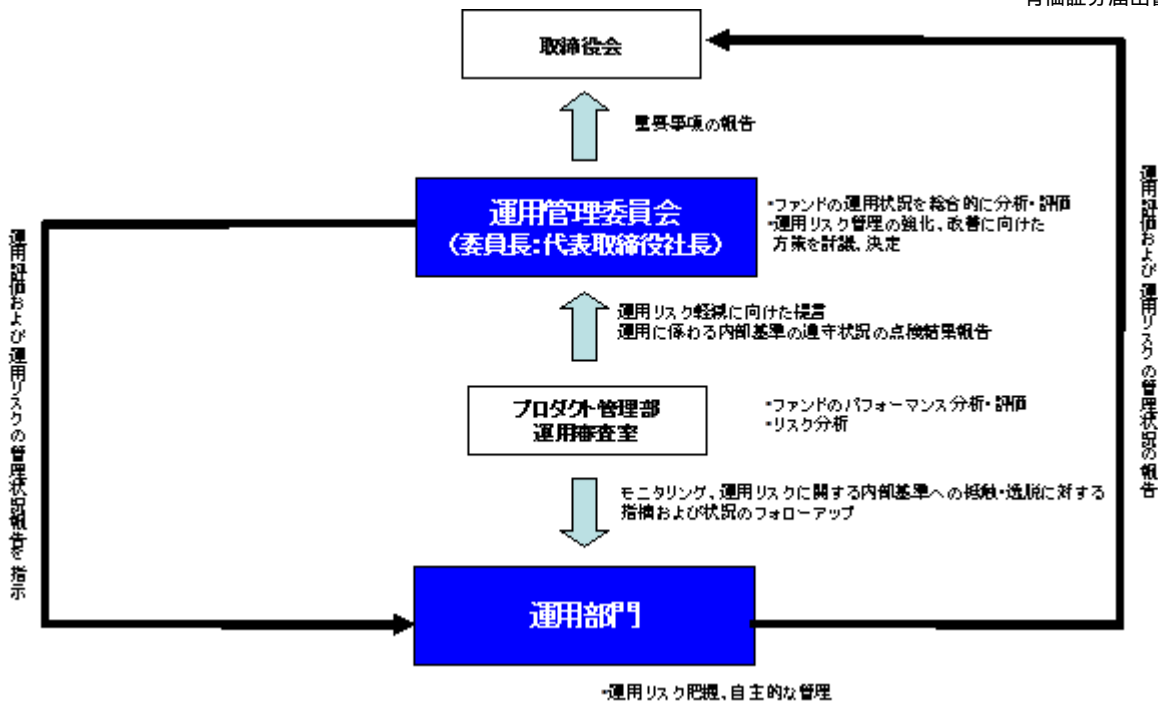 有価証券届出
取締役会
重要事項の報告
運用管理委員会
(委員長:代表取締役社長)
・ファンドの運用状況を総合的に分析・評価
・運用リスク管理の強化、改善に向けた
方策を討議、決定
運用リスク軽減に向けた提言
運用に係わる内部基準の遵守状況の点検結果報告
プロダクト管理部
運用審査室
・ファンドのパフォーマンス分析・評価
・リスク分析
モニタリング、運用リスクに関する内部基準への抵触・逸脱に対する
指摘および状況のフォローアップ
運用部門
・運用リスク把握、自主的な管理
運用評価および運用リスクの管理状況報告を指示
運用評価および運用リスクの管理状況の報告